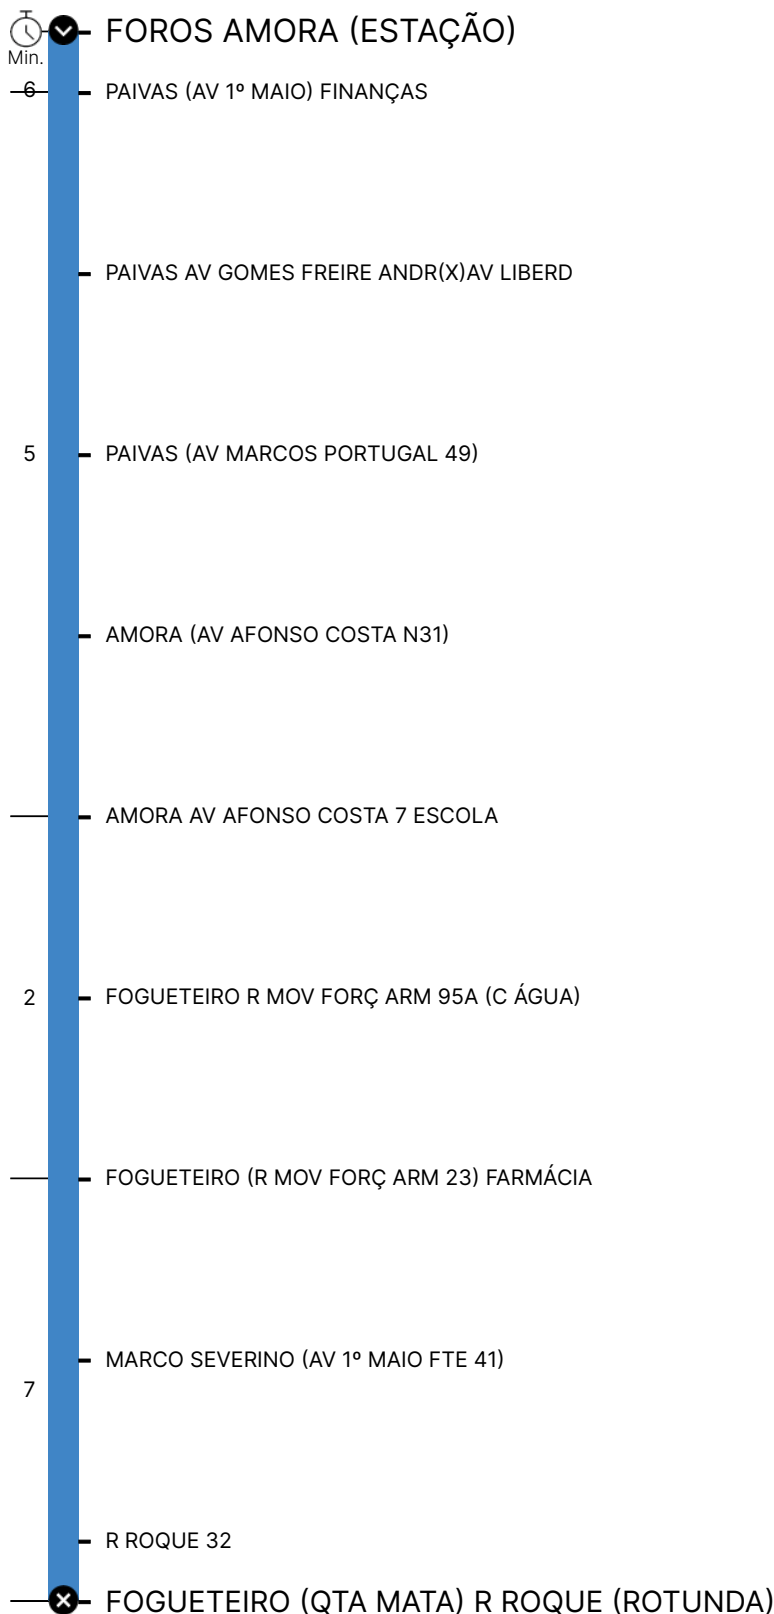 FOROS AMORA (ESTAÇÃO)
Min.
6
PAIVAS (AV 1º MAIO) FINANÇAS
PAIVAS AV GOMES FREIRE ANDR(X)AV LIBERD
5
PAIVAS (AV MARCOS PORTUGAL 49)
AMORA (AV AFONSO COSTA N31)
AMORA AV AFONSO COSTA 7 ESCOLA
2
FOGUETEIRO R MOV FORÇ ARM 95A (C ÁGUA)
FOGUETEIRO (R MOV FORÇ ARM 23) FARMÁCIA
MARCO SEVERINO (AV 1º MAIO FTE 41)
7
R ROQUE 32
FOGUETEIRO (QTA MATA) R ROQUE (ROTUNDA)